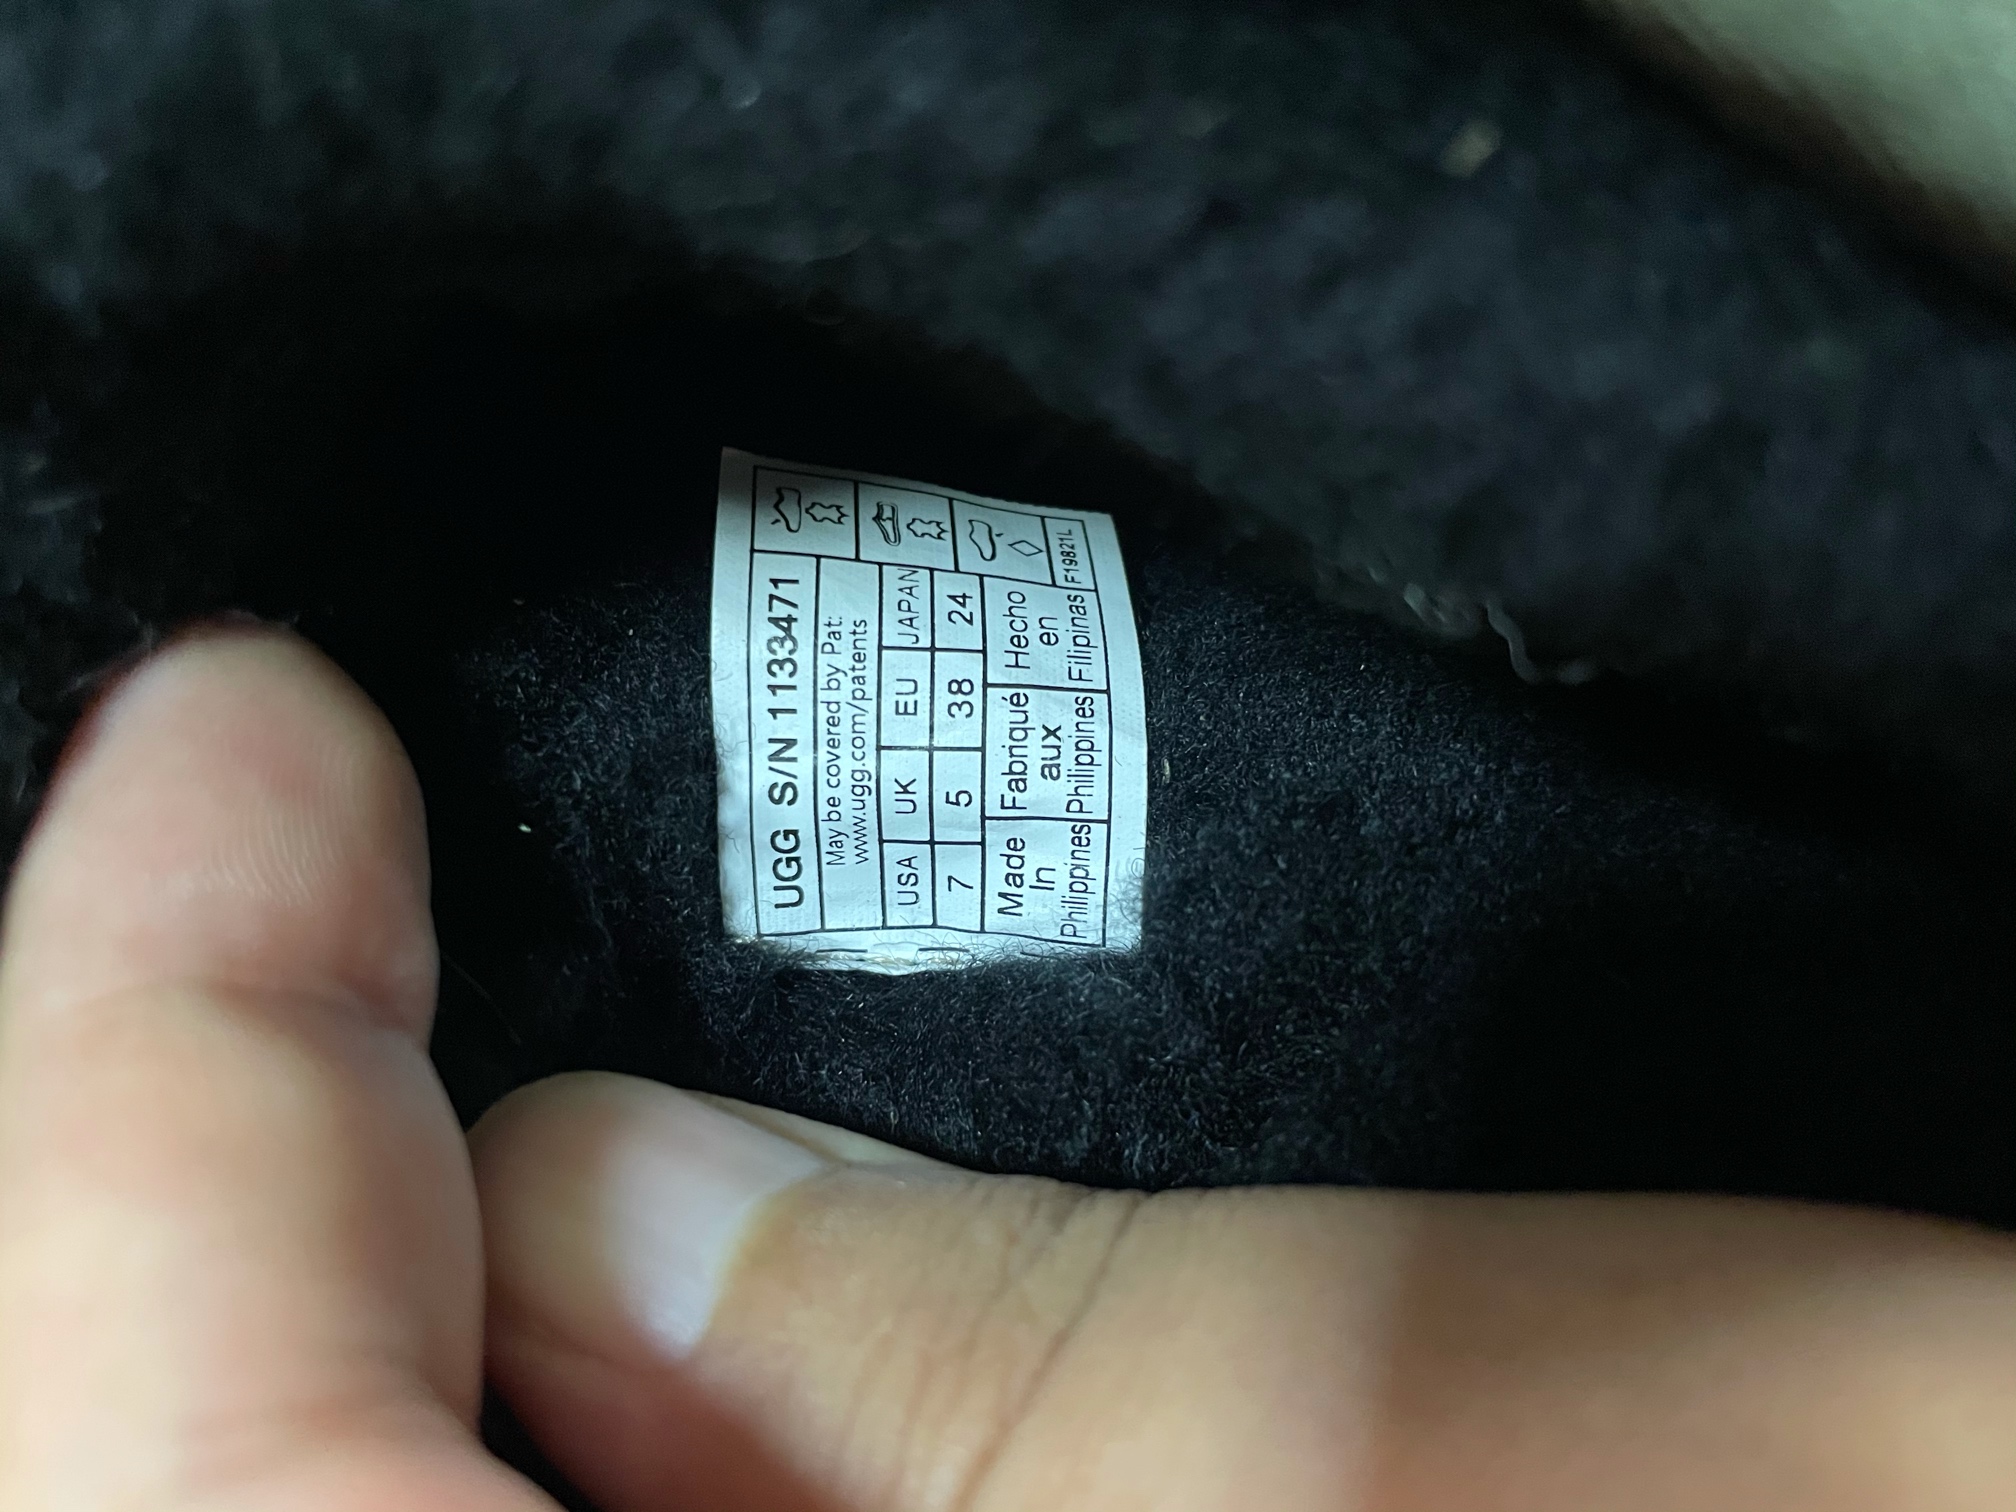 UGG S/N 1133471
May be covered by Pat:
www.ugg.com/patents
USA UK EU JAPAN
7 5 38 24
Made In Philippines
Fabriqué aux Philippines
Hecho en Filipinas
F19821L